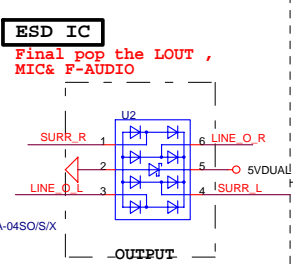 ESD IC
Final pop the LOUT ,
MIC& F-AUDIO
U2
SURR_R 1 6 LINE_O_R
2 5 5VDUAL
LINE_O_L 3 4 SURR_L
A-04SO/S/X
OUTPUT